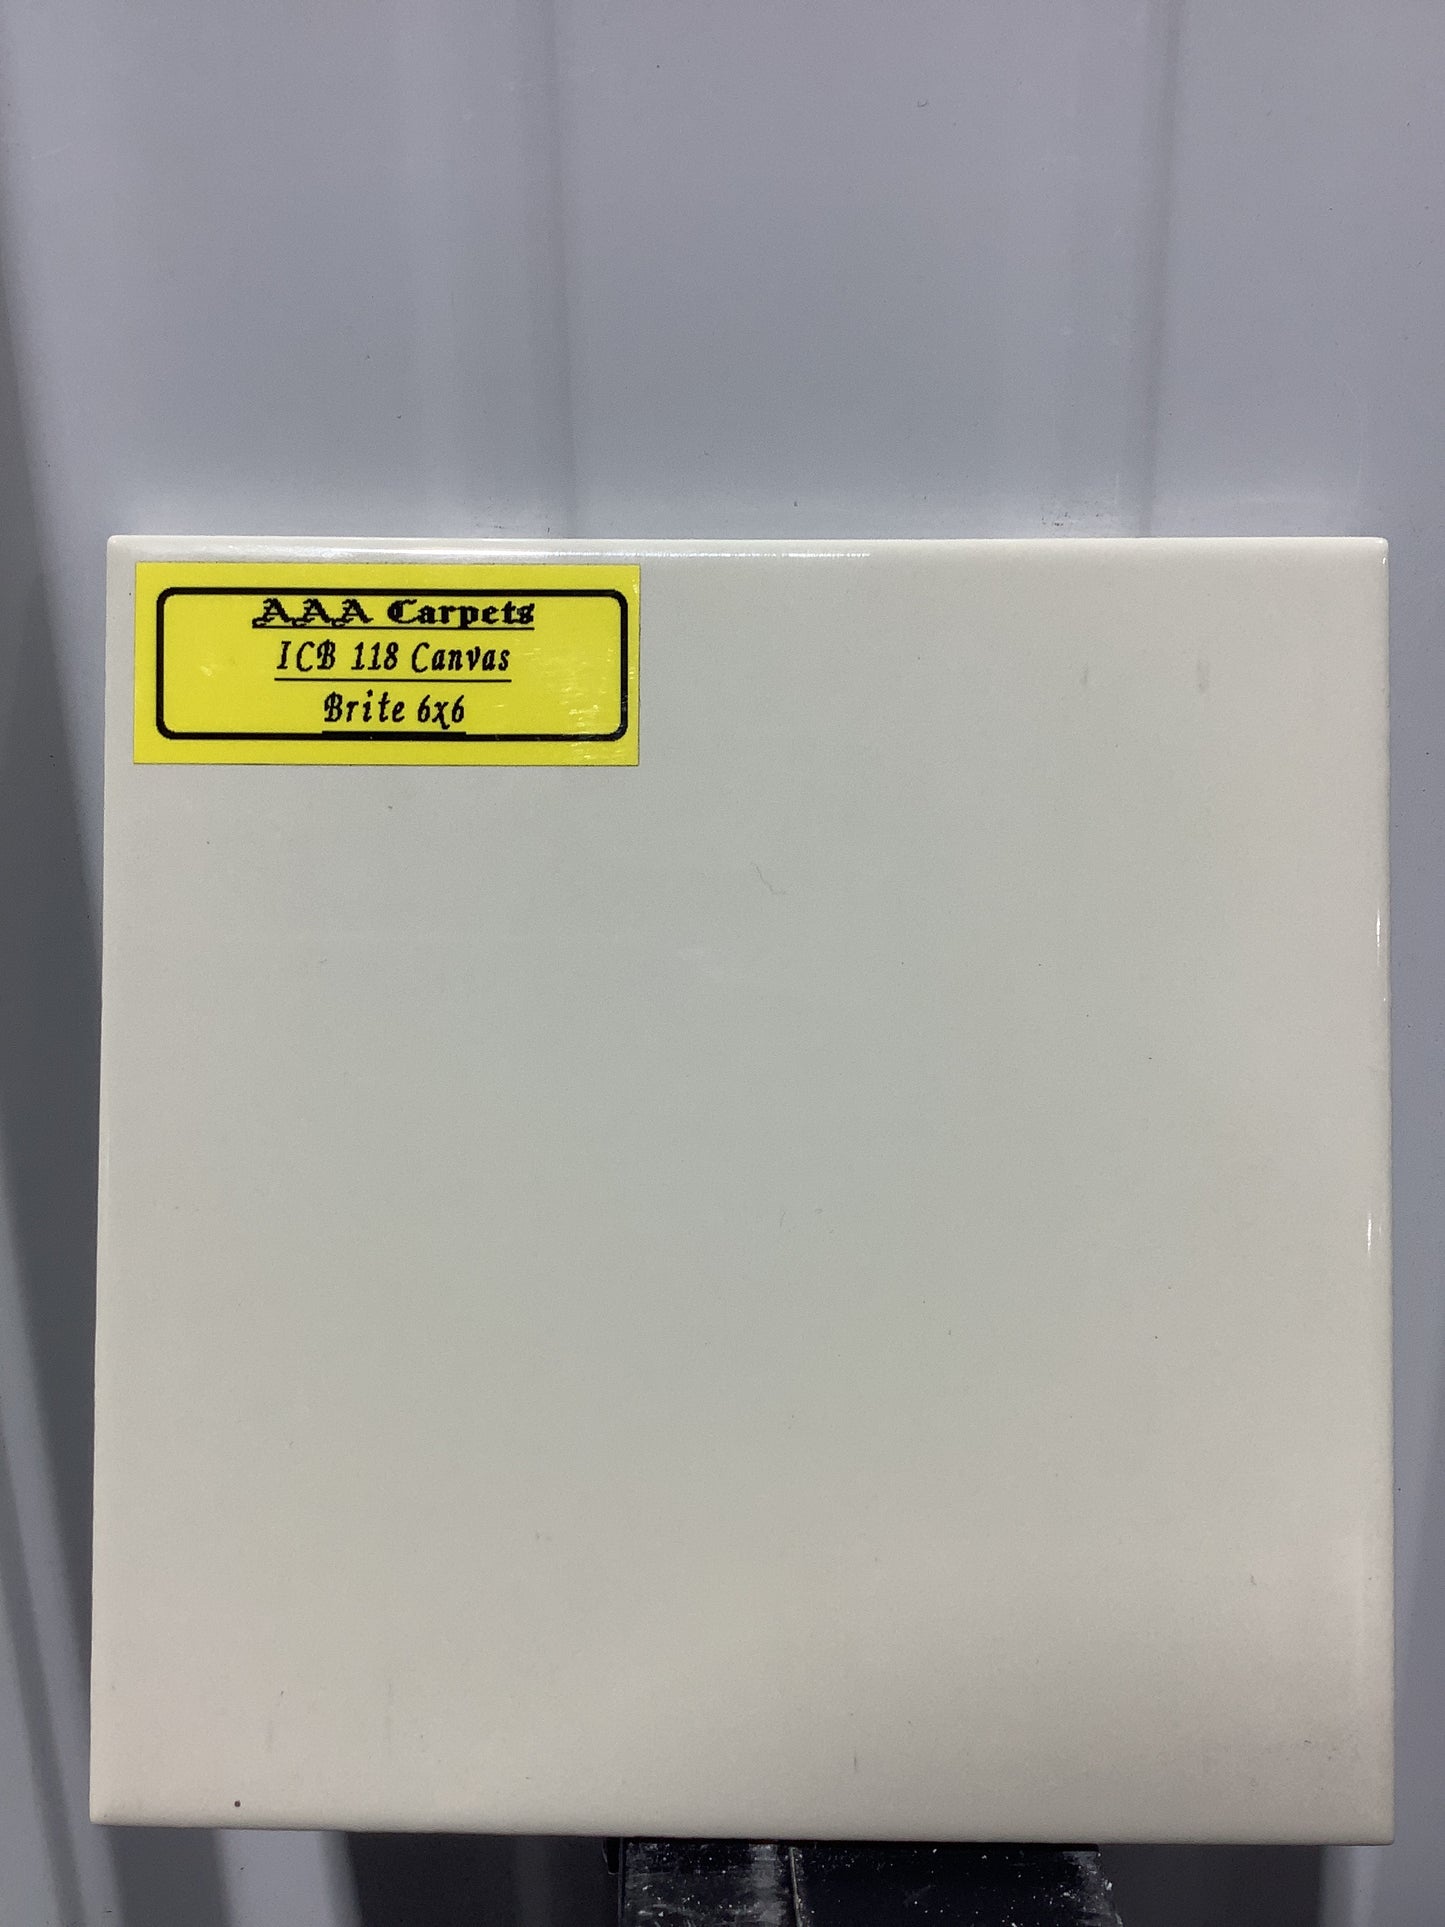 AAA Carpets
ICB 118 Canvas
Brite 6x6